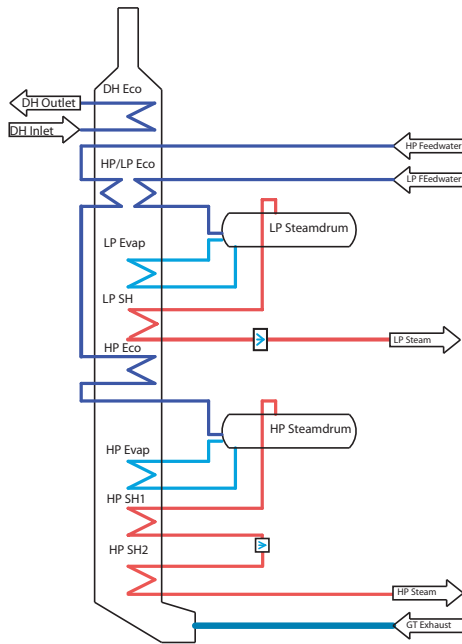 DH Eco
DH Outlet
DH Inlet
HP Feedwater
HP/LP Eco
LP FEedwater
LP Steamdrum
LP Evap
LP SH
LP Steam
HP Eco
HP Steamdrum
HP Evap
HP SH1
HP SH2
HP Steam
GT Exhaust